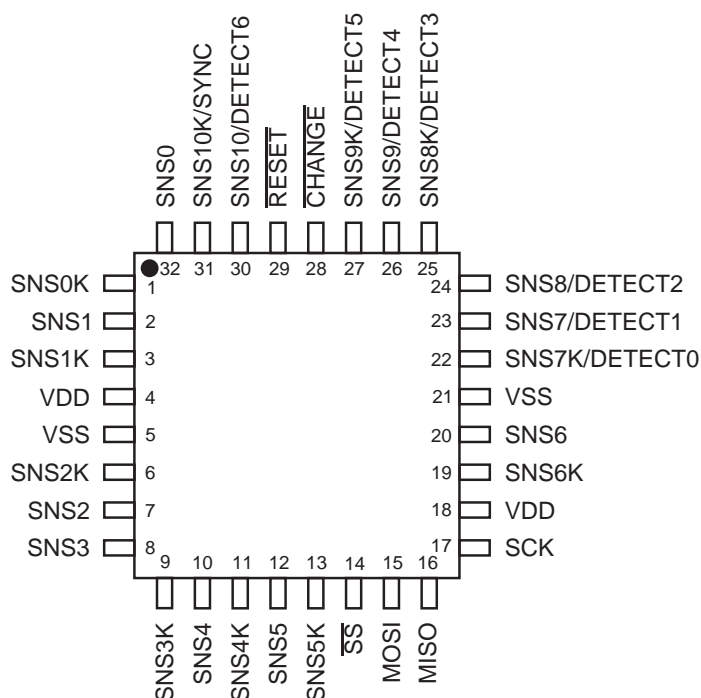 SNS0
SNS10K/SYNC
SNS10/DETECT6
RESET
CHANGE
SNS9K/DETECT5
SNS9/DETECT4
SNS8K/DETECT3
32
31
30
29
28
27
26
25
SNS0K
1
SNS1
2
SNS1K
3
VDD
4
VSS
5
SNS2K
6
SNS2
7
SNS3
8
24
SNS8/DETECT2
23
SNS7/DETECT1
22
SNS7K/DETECT0
21
VSS
20
SNS6
19
SNS6K
18
VDD
17
SCK
9
10
11
12
13
14
15
16
SNS3K
SNS4
SNS4K
SNS5
SNS5K
SS
MOSI
MISO